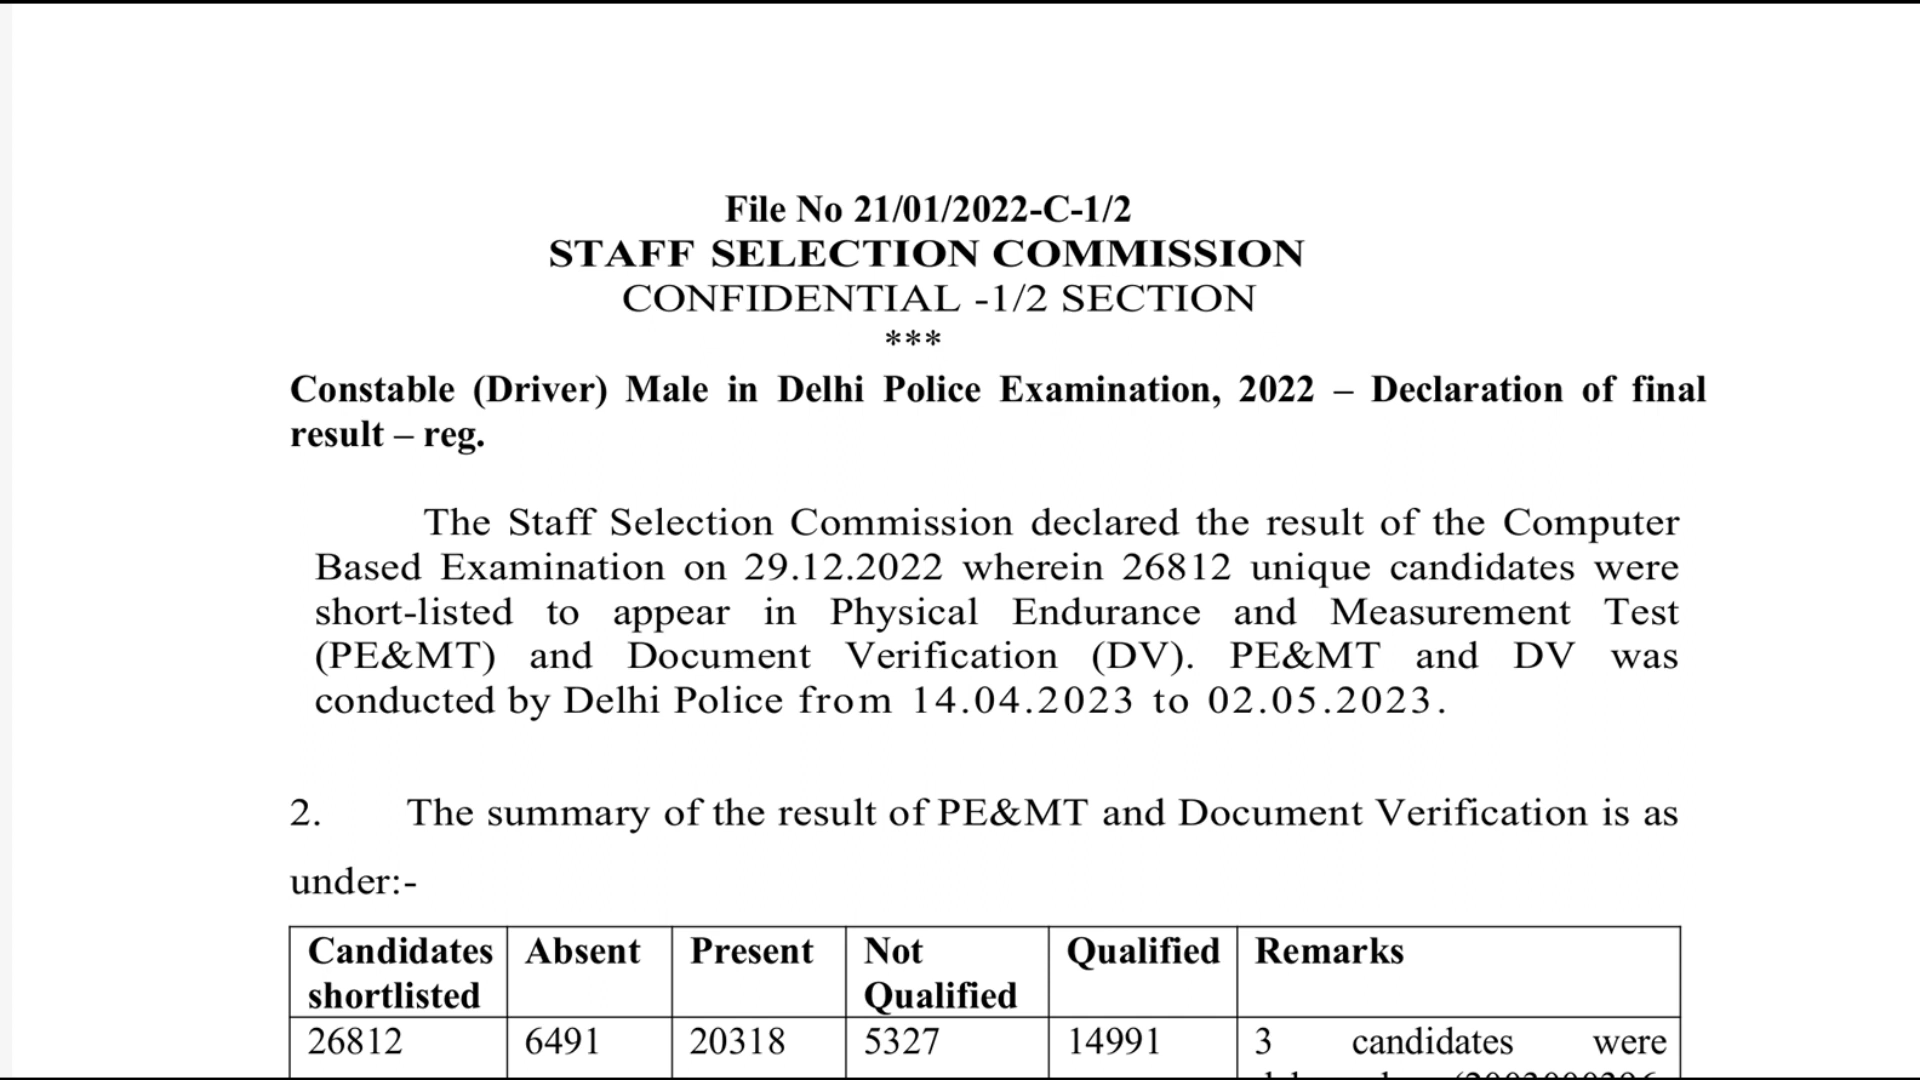 File No 21/01/2022-C-1/2
STAFF SELECTION COMMISSION
CONFIDENTIAL -1/2 SECTION
***
Constable (Driver) Male in Delhi Police Examination, 2022 – Declaration of final
result – reg.
The Staff Selection Commission declared the result of the Computer
Based Examination on 29.12.2022 wherein 26812 unique candidates were
short-listed to appear in Physical Endurance and Measurement Test
(PE&MT) and Document Verification (DV). PE&MT and DV was
conducted by Delhi Police from 14.04.2023 to 02.05.2023.
2. The summary of the result of PE&MT and Document Verification is as
under:-
Candidates Absent Present Not Qualified Remarks
shortlisted Qualified
26812 6491 20318 5327 14991 3 candidates were